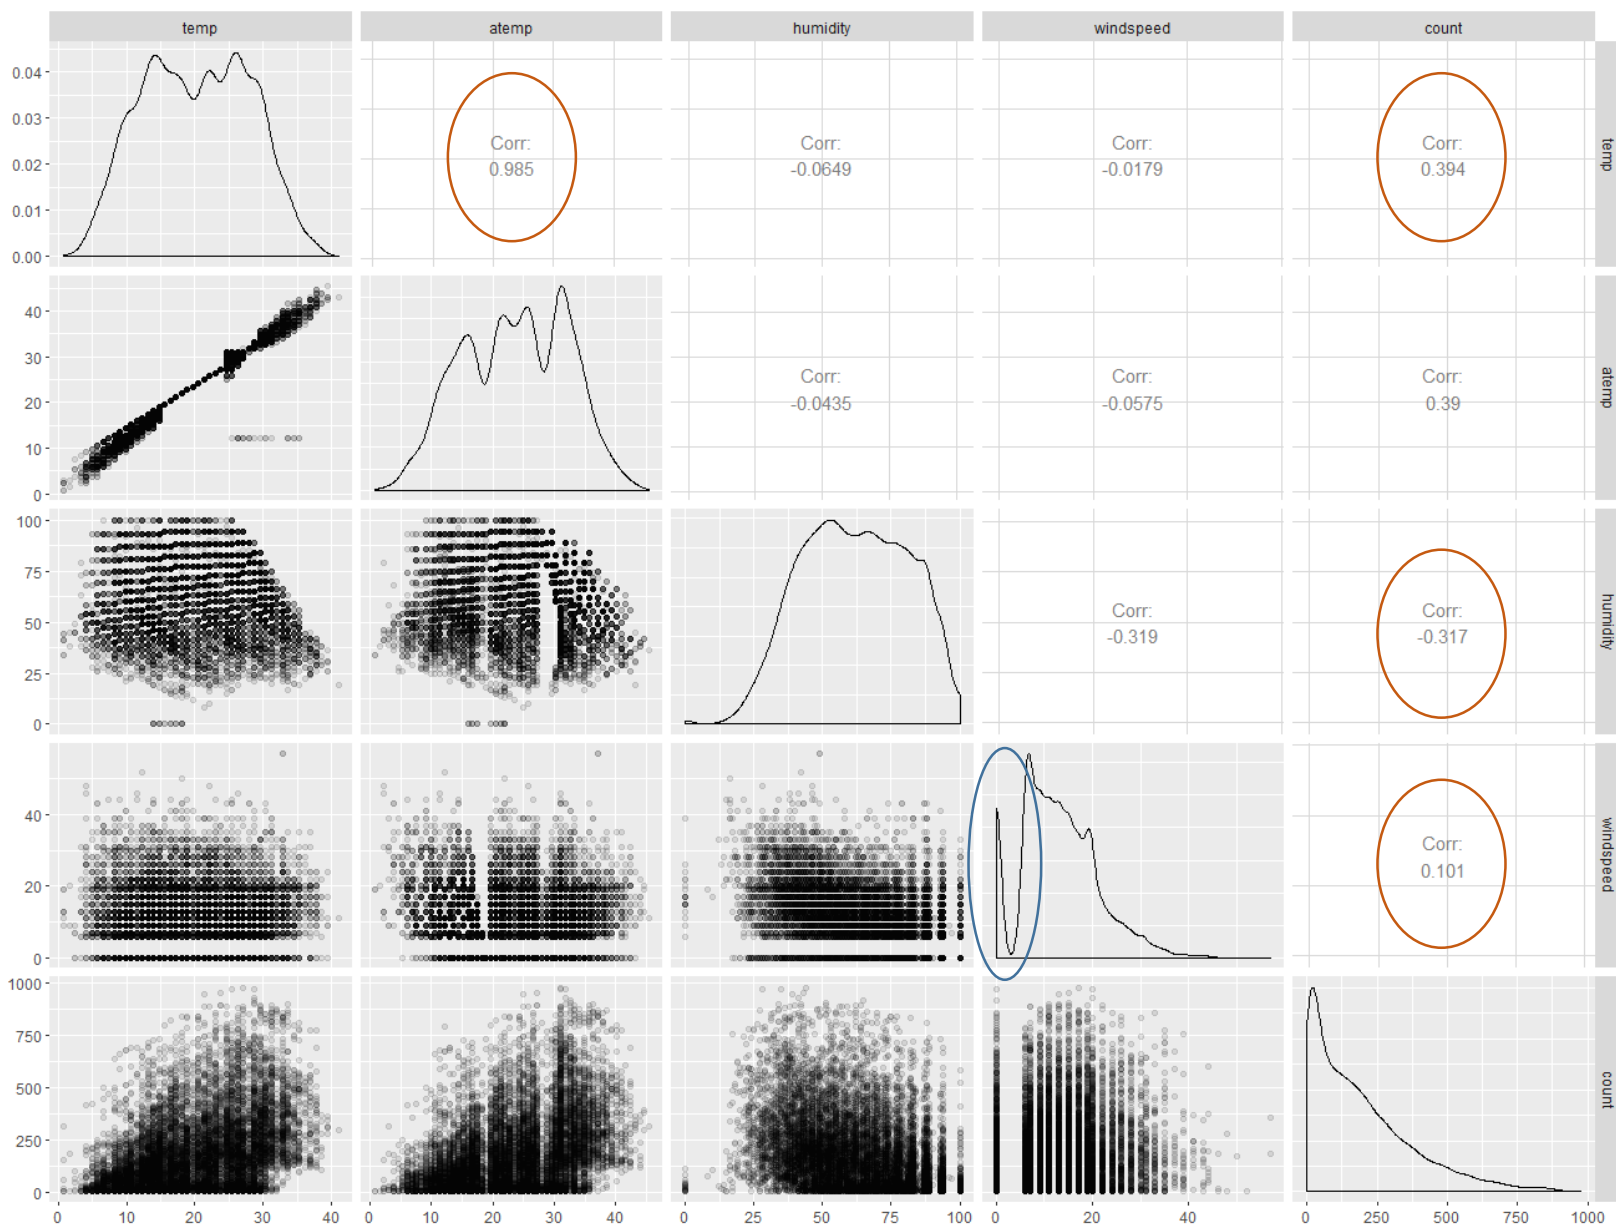 temp atemp humidity windspeed count
0.04
0.03
0.02
0.01
0.00
Corr:
0.985
Corr:
-0.0649
Corr:
-0.0179
Corr:
0.394
temp
40
30
20
10
0
Corr:
-0.0435
Corr:
-0.0575
Corr:
0.39
atemp
100
75
50
25
0
Corr:
-0.319
Corr:
-0.317
humidity
40
20
0
Corr:
0.101
windspeed
1000
750
500
250
0
count
0 10 20 30 40 0 10 20 30 40 0 25 50 75 100 0 20 40 0 250 500 750 1000